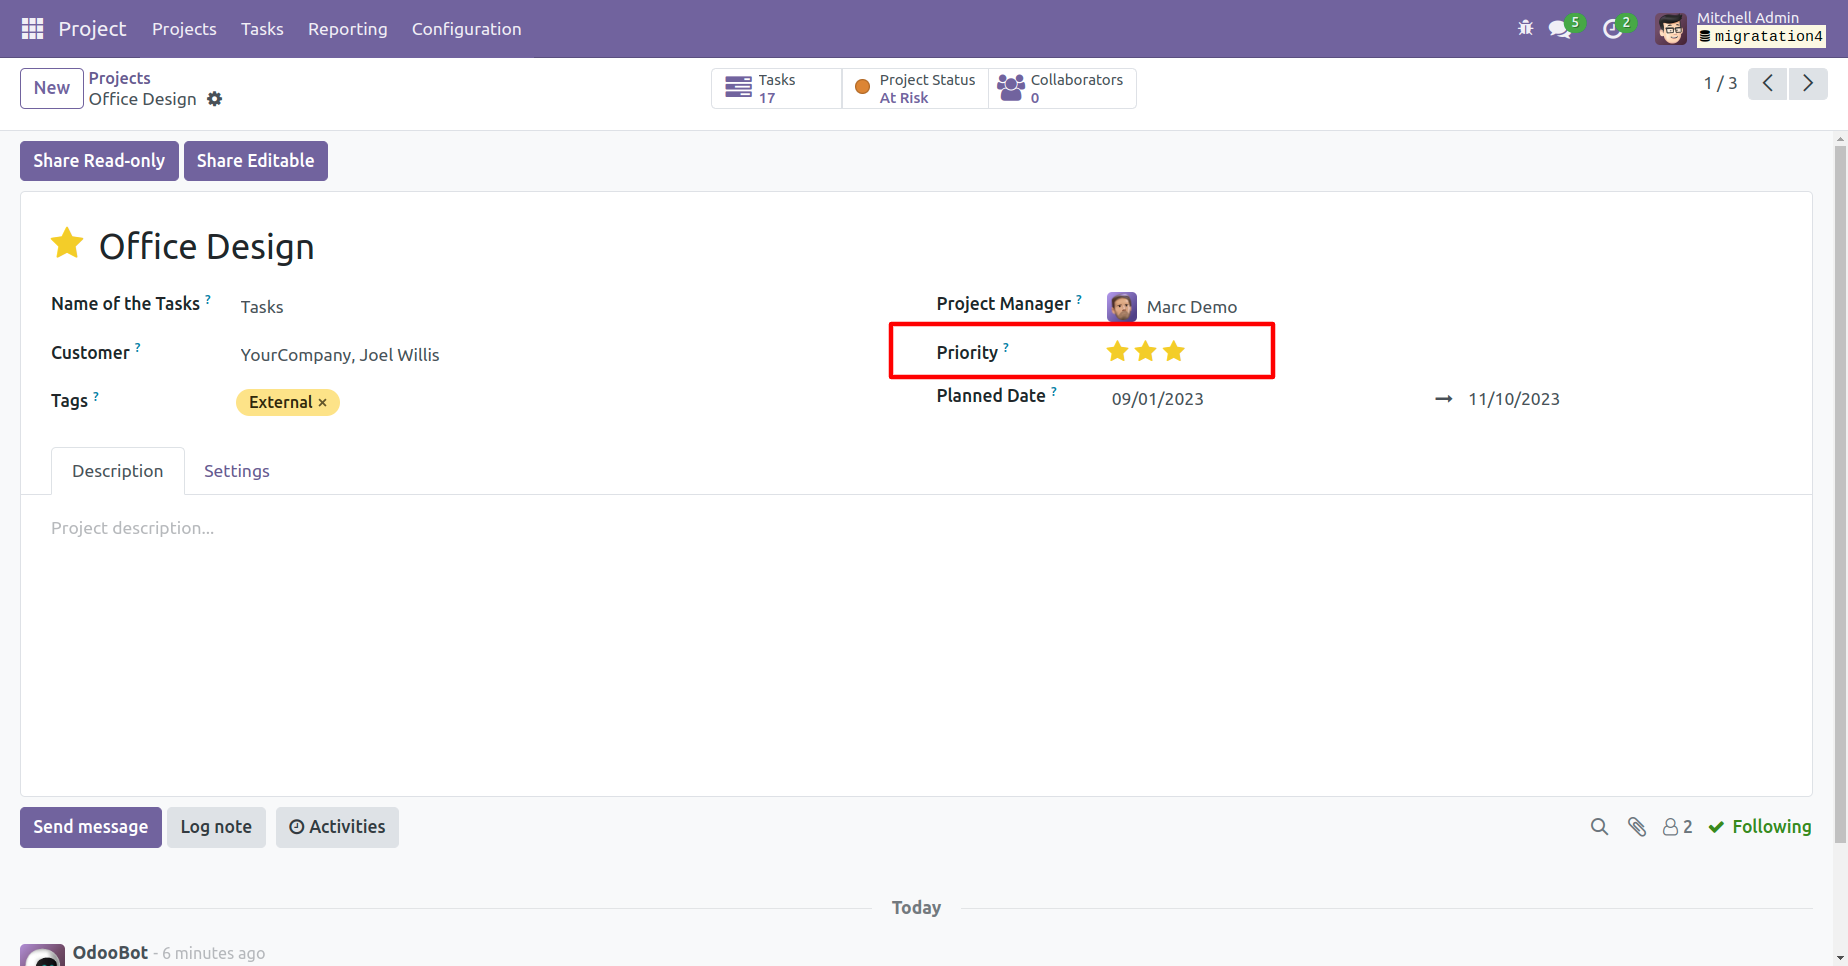 Project Projects Tasks Reporting Configuration 5 2 Mitchell Admin
migratation4
New Projects
Office Design
Tasks
17
Project Status
At Risk
Collaborators
0
1 / 3
Share Read-only Share Editable
Office Design
Name of the Tasks ? Tasks
Customer ? YourCompany, Joel Willis
Tags ? External ×
Project Manager ? Marc Demo
Priority ?
Planned Date ? 09/01/2023 → 11/10/2023
Description Settings
Project description...
Send message Log note Activities 2 Following
Today
OdooBot - 6 minutes ago